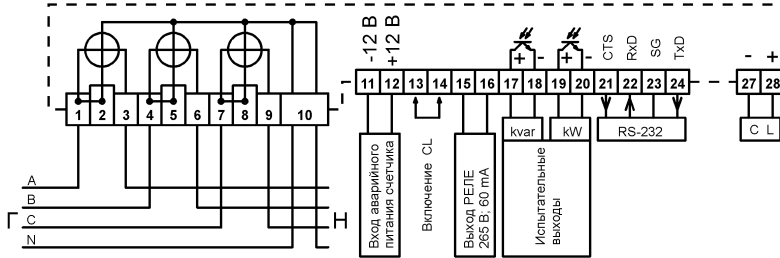 -12 В
+12 В
+ -
+ -
CTS
RxD
SG
TxD
- +
1 2 3 4 5 6 7 8 9 10
11 12 13 14 15 16 17 18 19 20 21 22 23 24
27 28
kvar
kW
RS-232
C L
A
B
C
N
Г
Н
Вход аварийного
питания счетчика
Включение CL
Выход РЕЛЕ
265 В; 60 mA
Испытательные
выходы